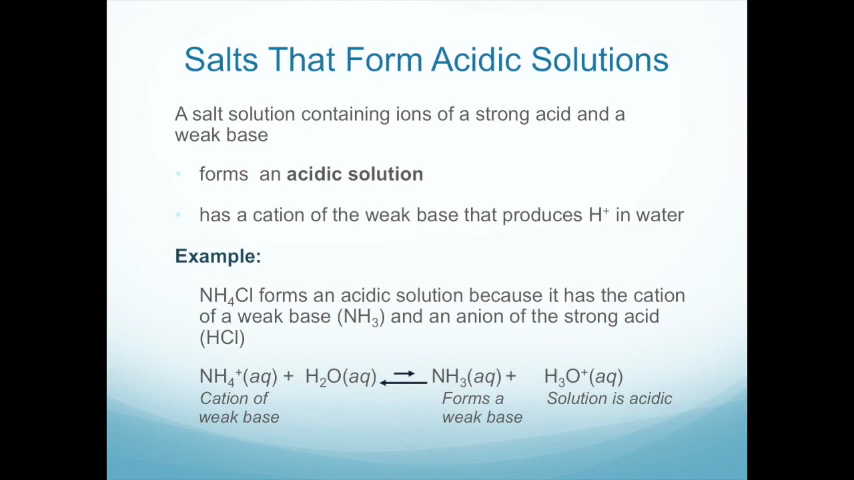 Salts That Form Acidic Solutions
A salt solution containing ions of a strong acid and a
weak base
• forms an acidic solution
• has a cation of the weak base that produces H⁺ in water
Example:
NH₄Cl forms an acidic solution because it has the cation
of a weak base (NH₃) and an anion of the strong acid
(HCl)
NH₄⁺(aq) + H₂O(aq) ⇌ NH₃(aq) + H₃O⁺(aq)
Cation of Forms a Solution is acidic
weak base weak base